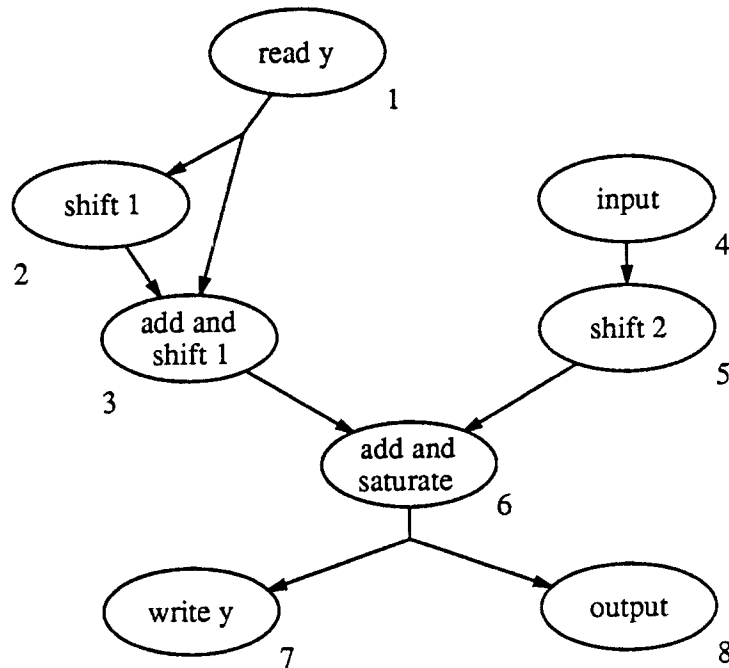 read y
1
shift 1
2
input
4
add and
shift 1
3
shift 2
5
add and
saturate
6
write y
7
output
8